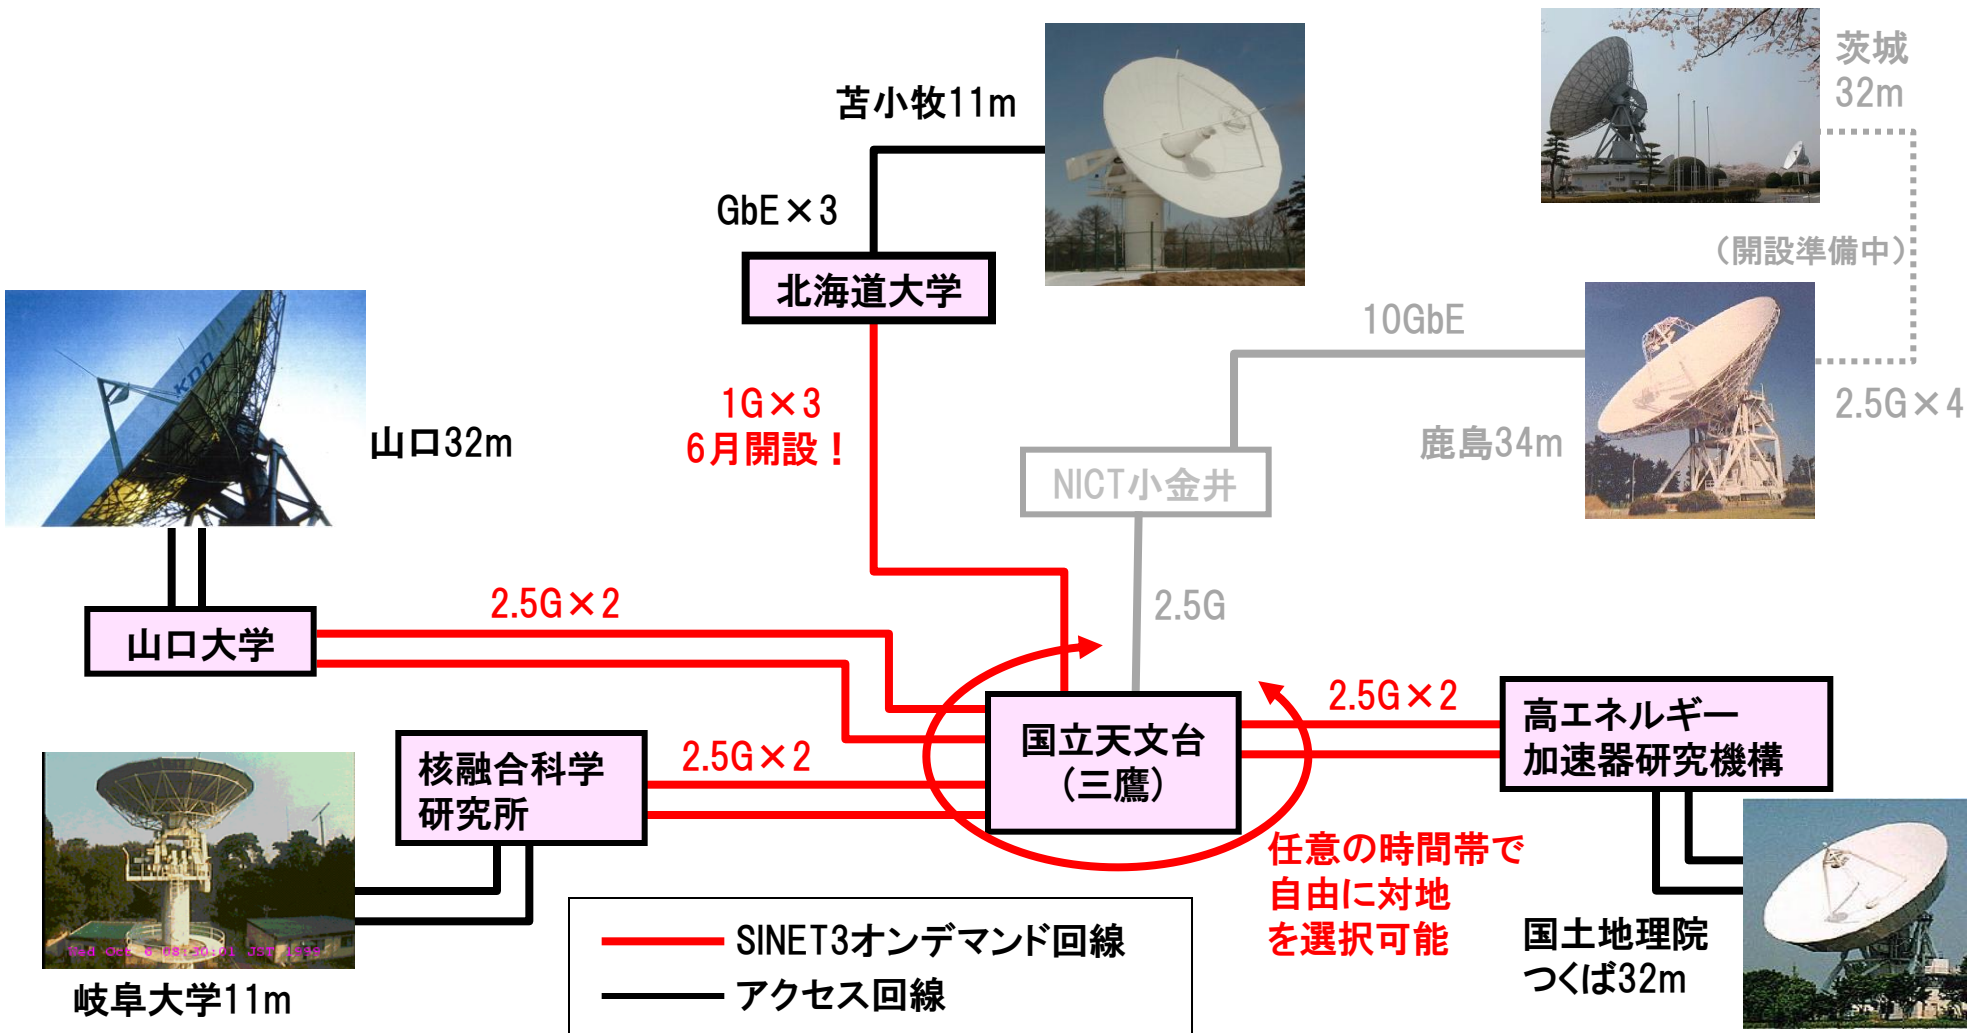 苫小牧11m
茨城
32m
GbE×3
(開設準備中)
北海道大学
10GbE
KDD
1G×3
6月開設！
2.5G×4
山口32m
鹿島34m
NICT小金井
2.5G×2
2.5G
山口大学
2.5G×2
高エネルギー
加速器研究機構
国立天文台
(三鷹)
2.5G×2
核融合科学
研究所
任意の時間帯で
自由に対地
を選択可能
SINET3オンデマンド回線
アクセス回線
国土地理院
つくば32m
岐阜大学11m